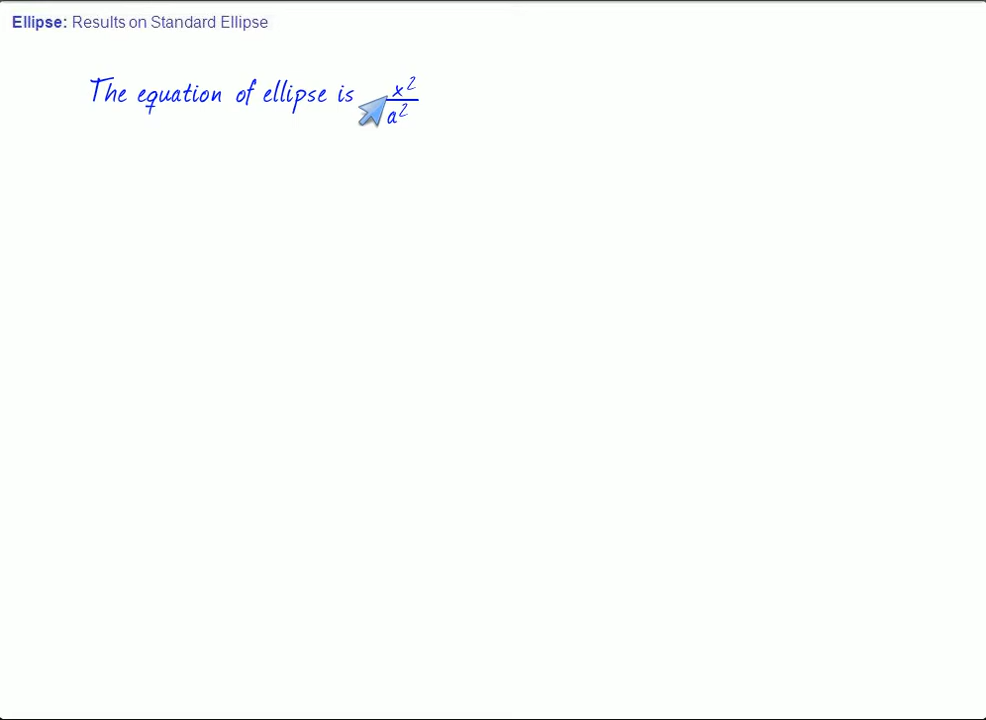 Ellipse: Results on Standard Ellipse
The equation of ellipse is x²/a²